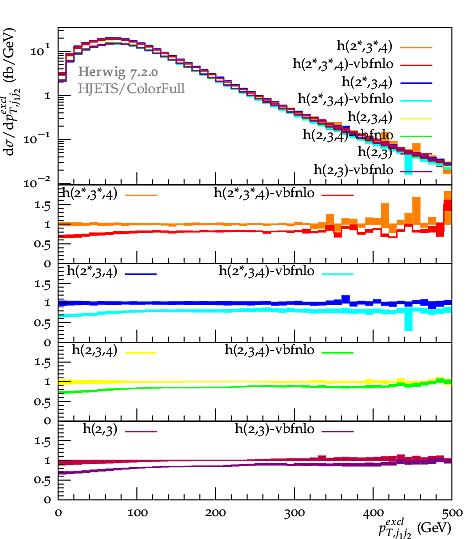 dσ/dp^{excl}_{T,j1j2} (fb/GeV)
10^1
1
10^{-1}
10^{-2}
Herwig 7.2.0
HJETS/ColorFull
h(2*,3*,4)
h(2*,3*,4)-vbfnlo
h(2*,3,4)
h(2*,3,4)-vbfnlo
h(2,3,4)
h(2,3,4)-vbfnlo
h(2,3)
h(2,3)-vbfnlo
h(2*,3*,4) h(2*,3*,4)-vbfnlo
1.5
1
0.5
0
h(2*,3,4) h(2*,3,4)-vbfnlo
1.5
1
0.5
0
h(2,3,4) h(2,3,4)-vbfnlo
1.5
1
0.5
0
h(2,3) h(2,3)-vbfnlo
1.5
1
0.5
0
0 100 200 300 400 500
p^{excl}_{T,j1j2} (GeV)